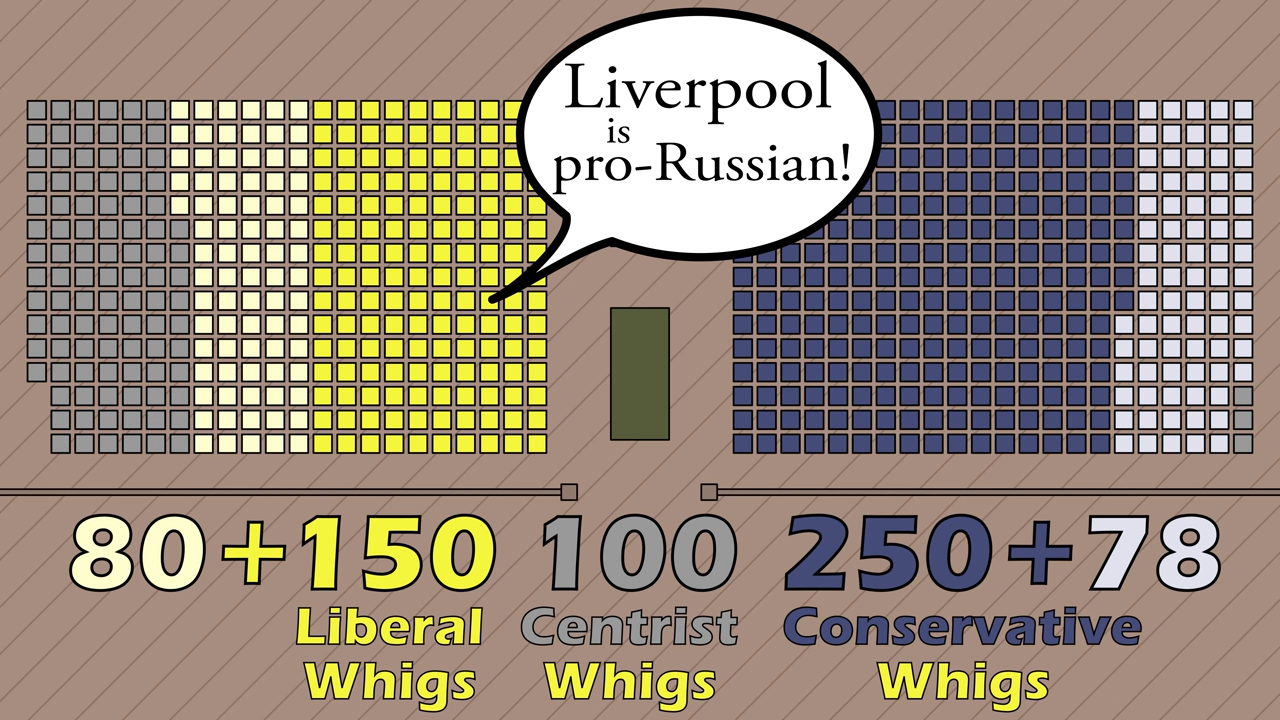 Liverpool
is
pro-Russian!
80+150 100 250+78
Liberal Centrist Conservative
Whigs Whigs Whigs